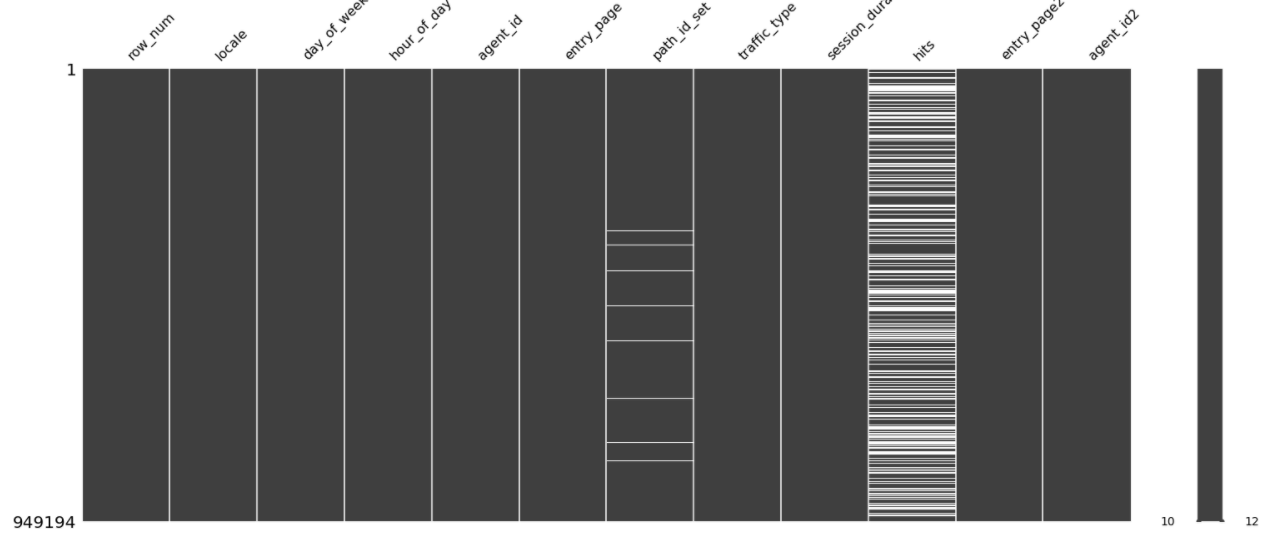 row_num
locale
day_of_week
hour_of_day
agent_id
entry_page
path_id_set
traffic_type
session_dura
hits
entry_page2
agent_id2
1
949194
10
12